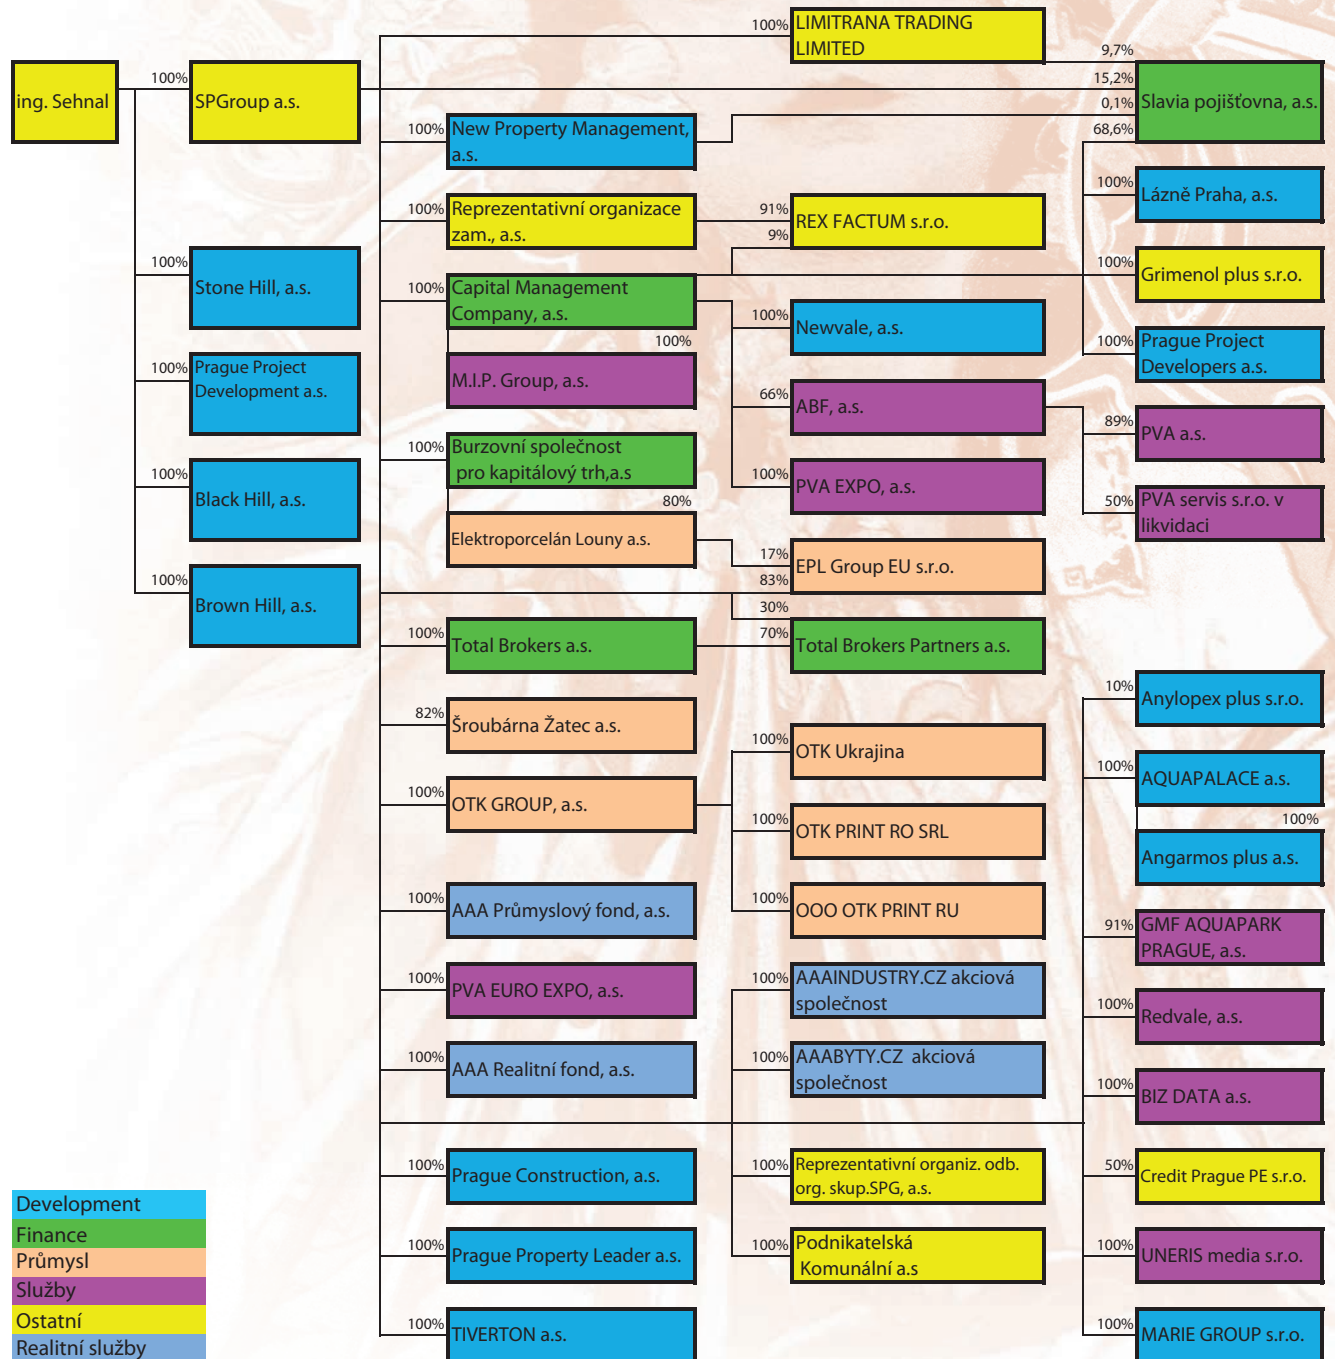 100%
LIMITRANA TRADING
LIMITED
9,7%
100%
15,2%
ing. Sehnal
SPGroup a.s.
0,1%
Slavia pojišťovna, a.s.
68,6%
100%
New Property Management,
a.s.
100%
Lázně Praha, a.s.
100%
Reprezentativní organizace
zam., a.s.
91%
REX FACTUM s.r.o.
9%
100%
Stone Hill, a.s.
100%
Capital Management
Company, a.s.
100%
Grimenol plus s.r.o.
100%
Newvale, a.s.
100%
M.I.P. Group, a.s.
100%
Prague Project
Developers a.s.
100%
Prague Project
Development a.s.
66%
ABF, a.s.
89%
PVA a.s.
100%
Burzovní společnost
pro kapitálový trh,a.s
100%
Black Hill, a.s.
100%
PVA EXPO, a.s.
50%
PVA servis s.r.o. v
likvidaci
80%
Elektroporcelán Louny a.s.
17%
EPL Group EU s.r.o.
83%
100%
Brown Hill, a.s.
30%
100%
Total Brokers a.s.
70%
Total Brokers Partners a.s.
10%
Anylopex plus s.r.o.
82%
Šroubárna Žatec a.s.
100%
OTK Ukrajina
100%
AQUAPALACE a.s.
100%
OTK GROUP, a.s.
100%
OTK PRINT RO SRL
100%
Angarmos plus a.s.
100%
AAA Průmyslový fond, a.s.
100%
OOO OTK PRINT RU
91%
GMF AQUAPARK
PRAGUE, a.s.
100%
PVA EURO EXPO, a.s.
100%
AAAINDUSTRY.CZ akciová
společnost
100%
Redvale, a.s.
100%
AAA Realitní fond, a.s.
100%
AAABYTY.CZ akciová
společnost
100%
BIZ DATA a.s.
100%
Prague Construction, a.s.
100%
Reprezentativní organiz. odb.
org. skup.SPG, a.s.
50%
Credit Prague PE s.r.o.
100%
Prague Property Leader a.s.
100%
Podnikatelská
Komunální a.s
100%
UNERIS media s.r.o.
100%
TIVERTON a.s.
100%
MARIE GROUP s.r.o.
Development
Finance
Průmysl
Služby
Ostatní
Realitní služby